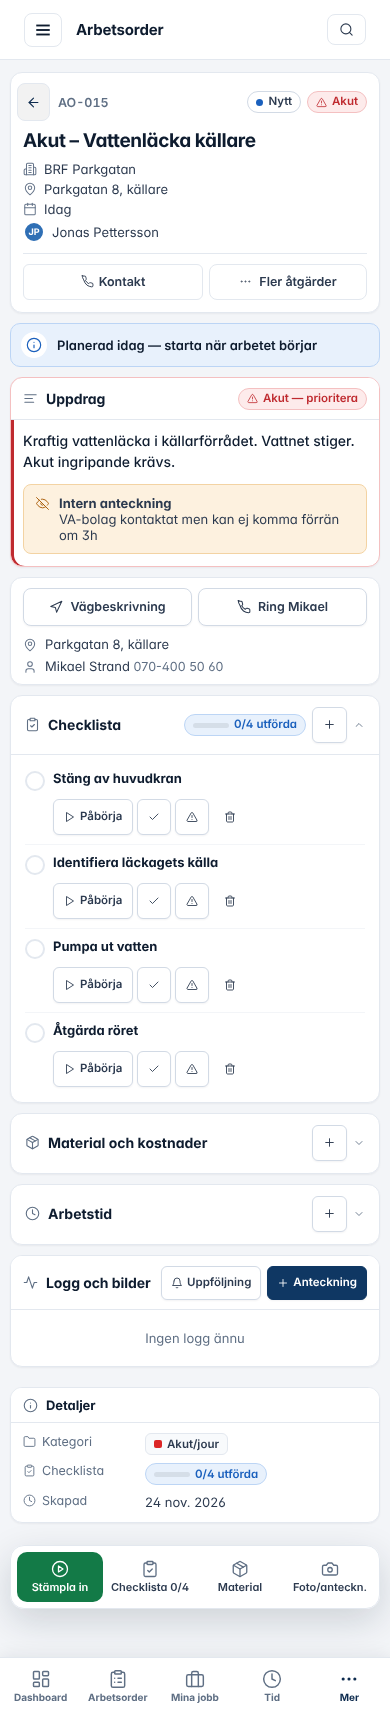 Arbetsorder
AO-015
Nytt
Akut
Akut – Vattenläcka källare
BRF Parkgatan
Parkgatan 8, källare
Idag
JP Jonas Pettersson
Kontakt
Fler åtgärder
Planerad idag — starta när arbetet börjar
Uppdrag
Akut — prioritera
Kraftig vattenläcka i källarförrådet. Vattnet stiger.
Akut ingripande krävs.
Intern anteckning
VA-bolag kontaktat men kan ej komma förrän
om 3h
Vägbeskrivning
Ring Mikael
Parkgatan 8, källare
Mikael Strand 070-400 50 60
Checklista
0/4 utförda
Stäng av huvudkran
Påbörja
Identifiera läckagets källa
Påbörja
Pumpa ut vatten
Påbörja
Åtgärda röret
Påbörja
Material och kostnader
Arbetstid
Logg och bilder
Uppföljning
Anteckning
Ingen logg ännu
Detaljer
Kategori
Akut/jour
Checklista
0/4 utförda
Skapad
24 nov. 2026
Stämpla in
Checklista 0/4
Material
Foto/anteckn.
Dashboard
Arbetsorder
Mina jobb
Tid
Mer